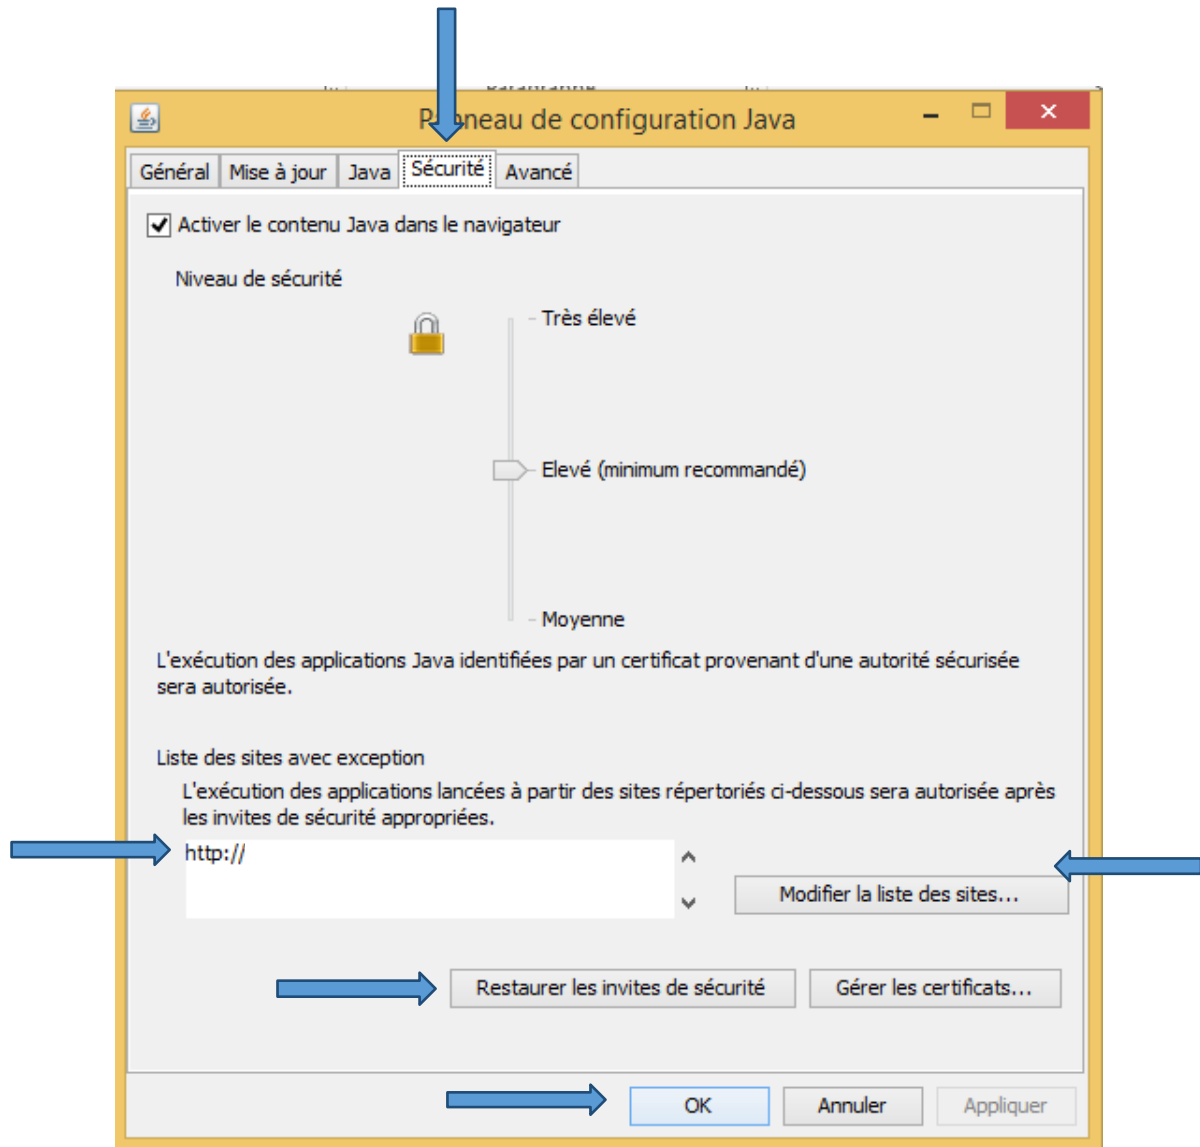 Panneau de configuration Java
Général Mise à jour Java Sécurité Avancé
Activer le contenu Java dans le navigateur
Niveau de sécurité
- Très élevé
- Elevé (minimum recommandé)
- Moyenne
L'exécution des applications Java identifiées par un certificat provenant d'une autorité sécurisée
sera autorisée.
Liste des sites avec exception
L'exécution des applications lancées à partir des sites répertoriés ci-dessous sera autorisée après
les invites de sécurité appropriées.
http://
Modifier la liste des sites...
Restaurer les invites de sécurité Gérer les certificats...
OK Annuler Appliquer